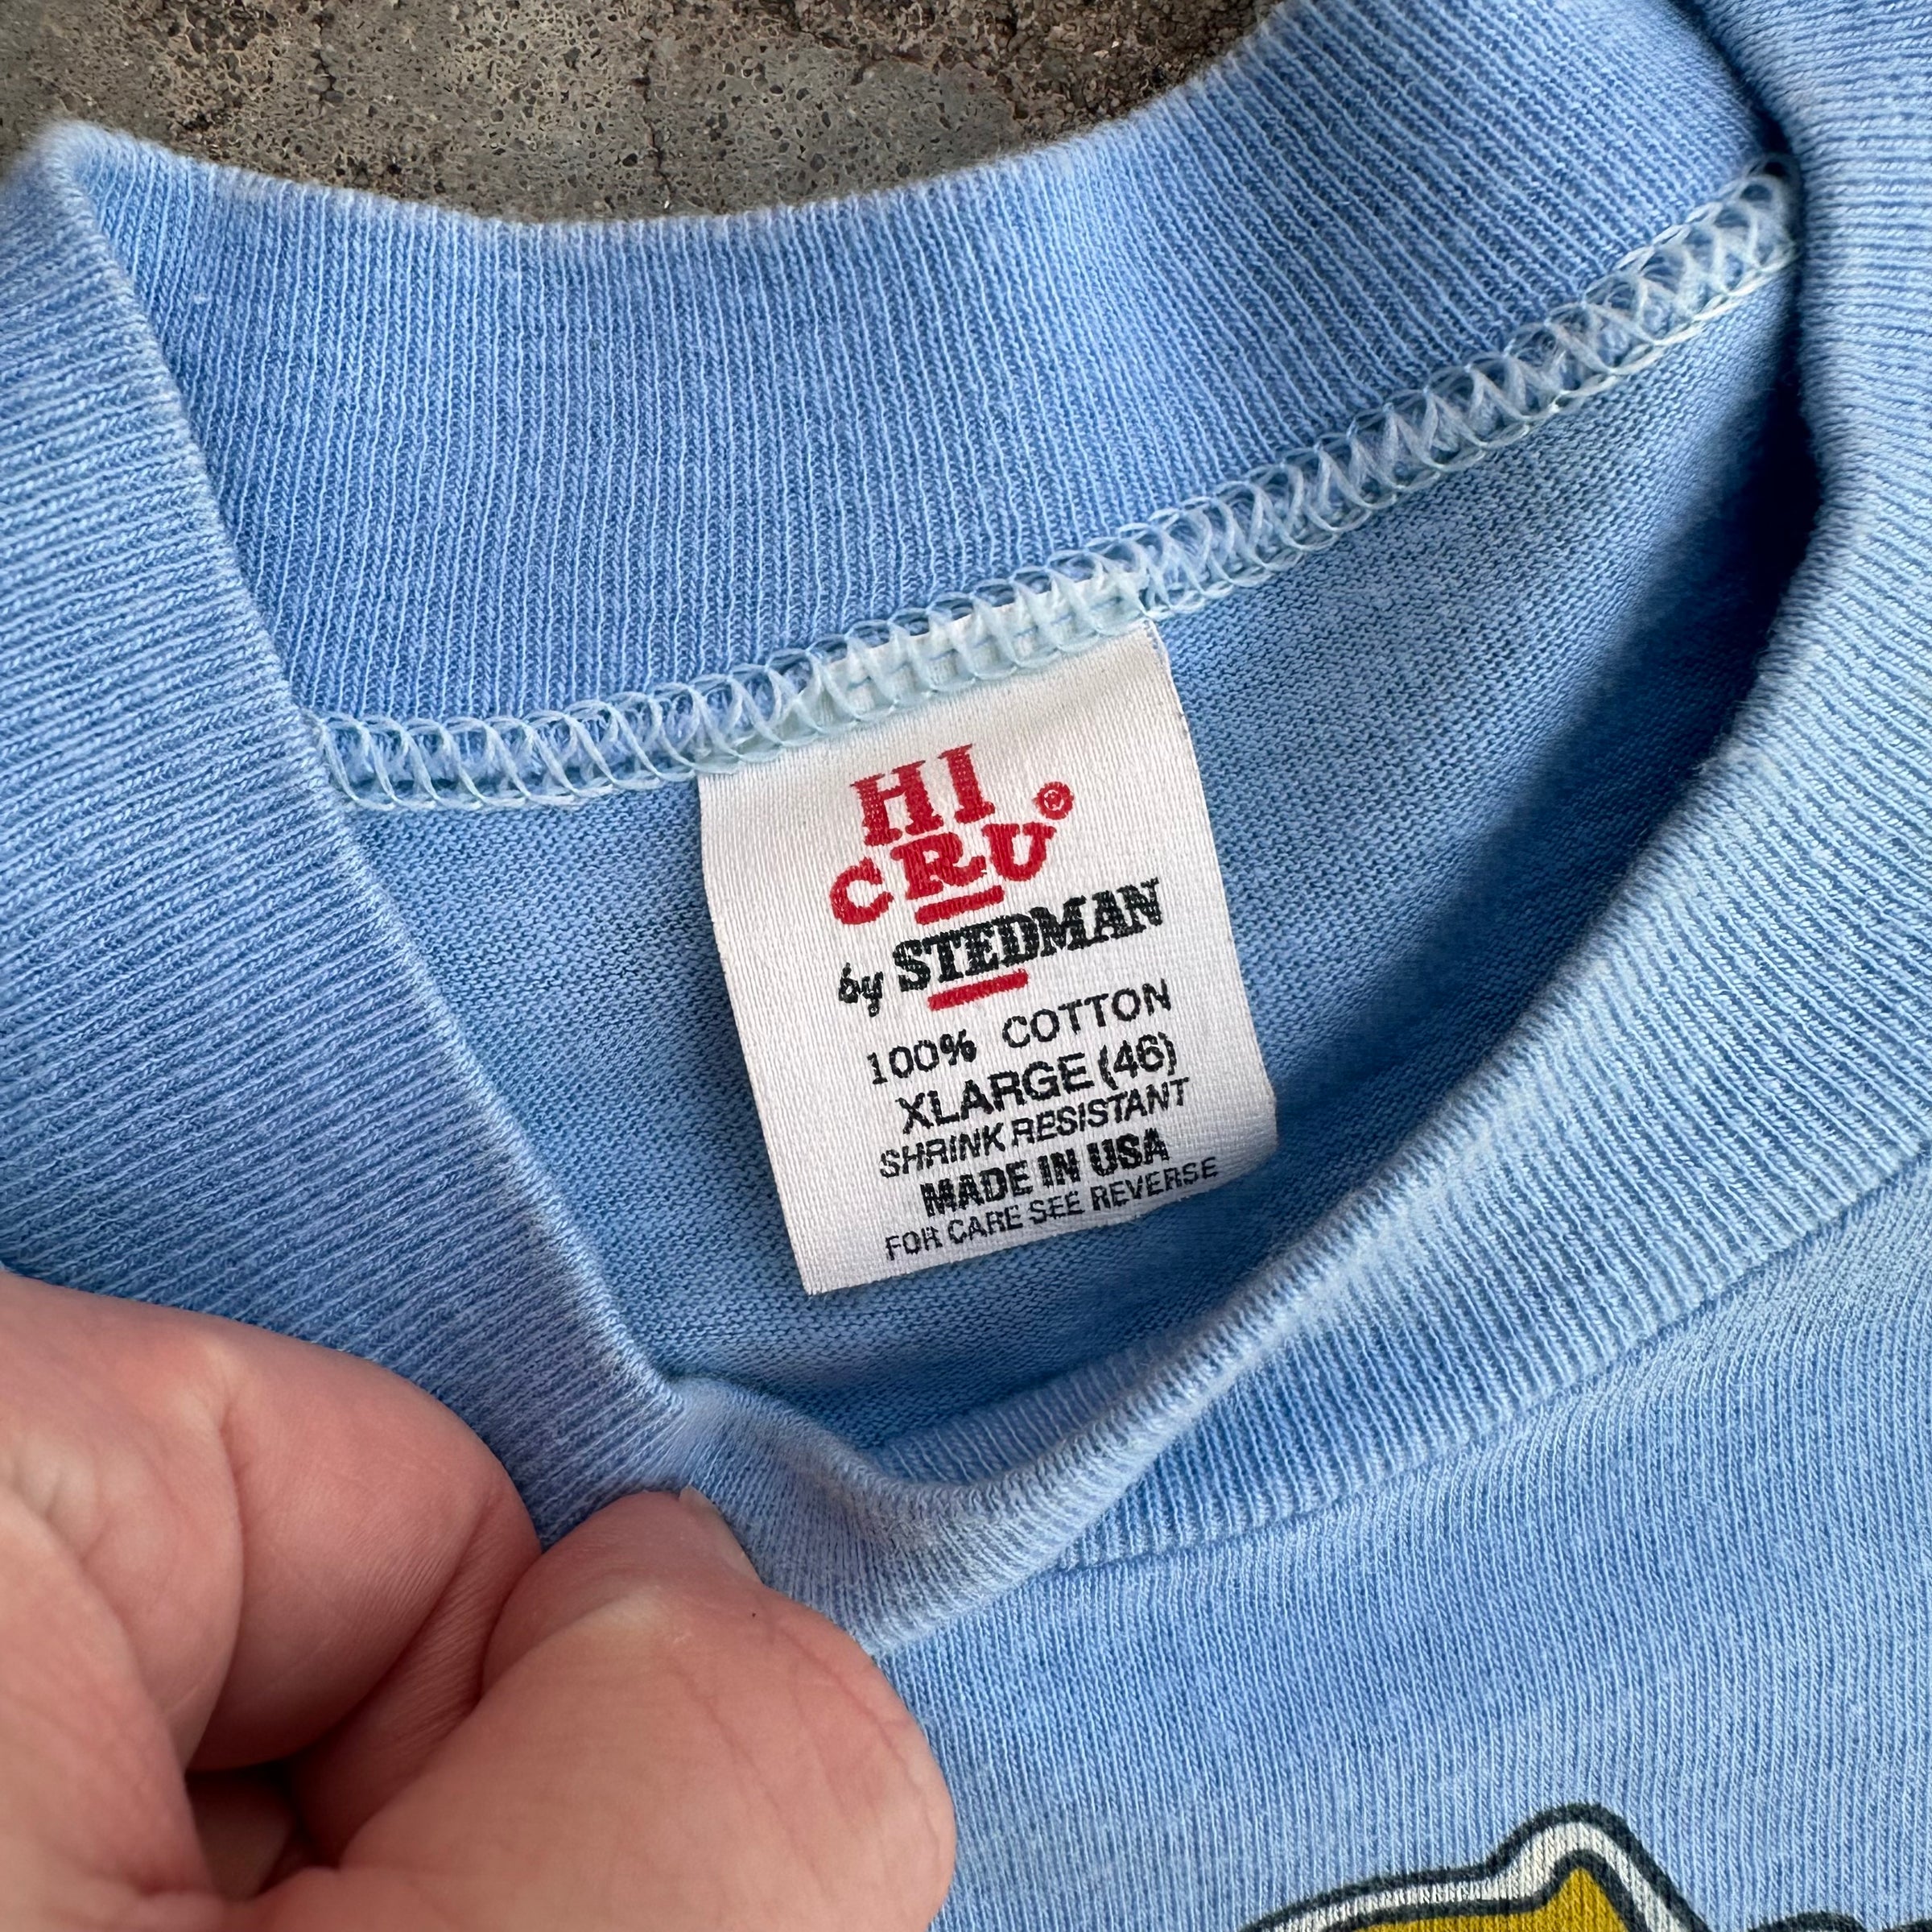 HI
CRU®
by STEDMAN
100% COTTON
XLARGE (46)
SHRINK RESISTANT
MADE IN USA
FOR CARE SEE REVERSE